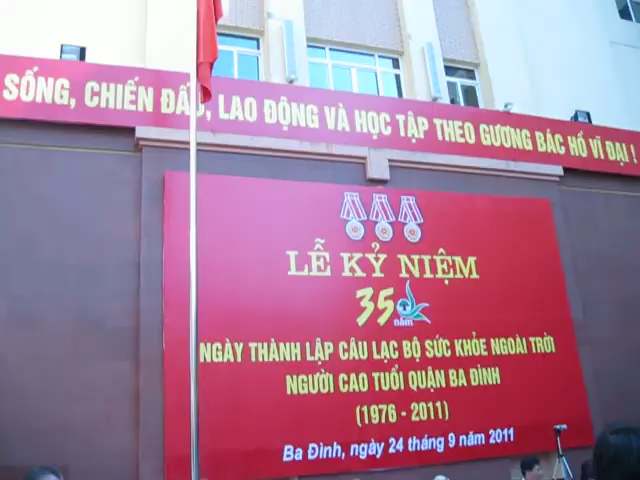 SỐNG, CHIẾN ĐẤU, LAO ĐỘNG VÀ HỌC TẬP THEO GƯƠNG BÁC HỒ VĨ ĐẠI !
LỄ KỶ NIỆM
35 năm
NGÀY THÀNH LẬP CÂU LẠC BỘ SỨC KHỎE NGOÀI TRỜI
NGƯỜI CAO TUỔI QUẬN BA ĐÌNH
(1976 - 2011)
Ba Đình, ngày 24 tháng 9 năm 2011